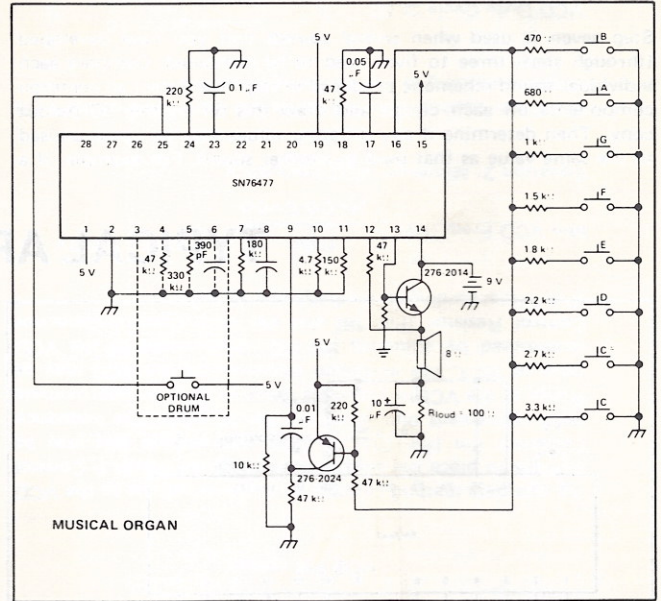 5 V
0.05
μF
220
kΩ
0.1 μF
47
kΩ
5 V
470 Ω
B
680 Ω
A
1 kΩ
G
1.5 kΩ
F
1.8 kΩ
E
2.2 kΩ
D
2.7 kΩ
C
3.3 kΩ
C
28 27 26 25 24 23 22 21 20 19 18 17 16 15
SN76477
1 2 3 4 5 6 7 8 9 10 11 12 13 14
5 V
47
kΩ
330
kΩ
390
pF
180
kΩ
4.7
kΩ
150
kΩ
47
kΩ
276-2014
9 V
8 Ω
OPTIONAL
DRUM
5 V
5 V
0.01
μF
220
kΩ
10
μF
+
Rloud = 100 Ω
10 kΩ
276-2024
47 kΩ
47 kΩ
MUSICAL ORGAN